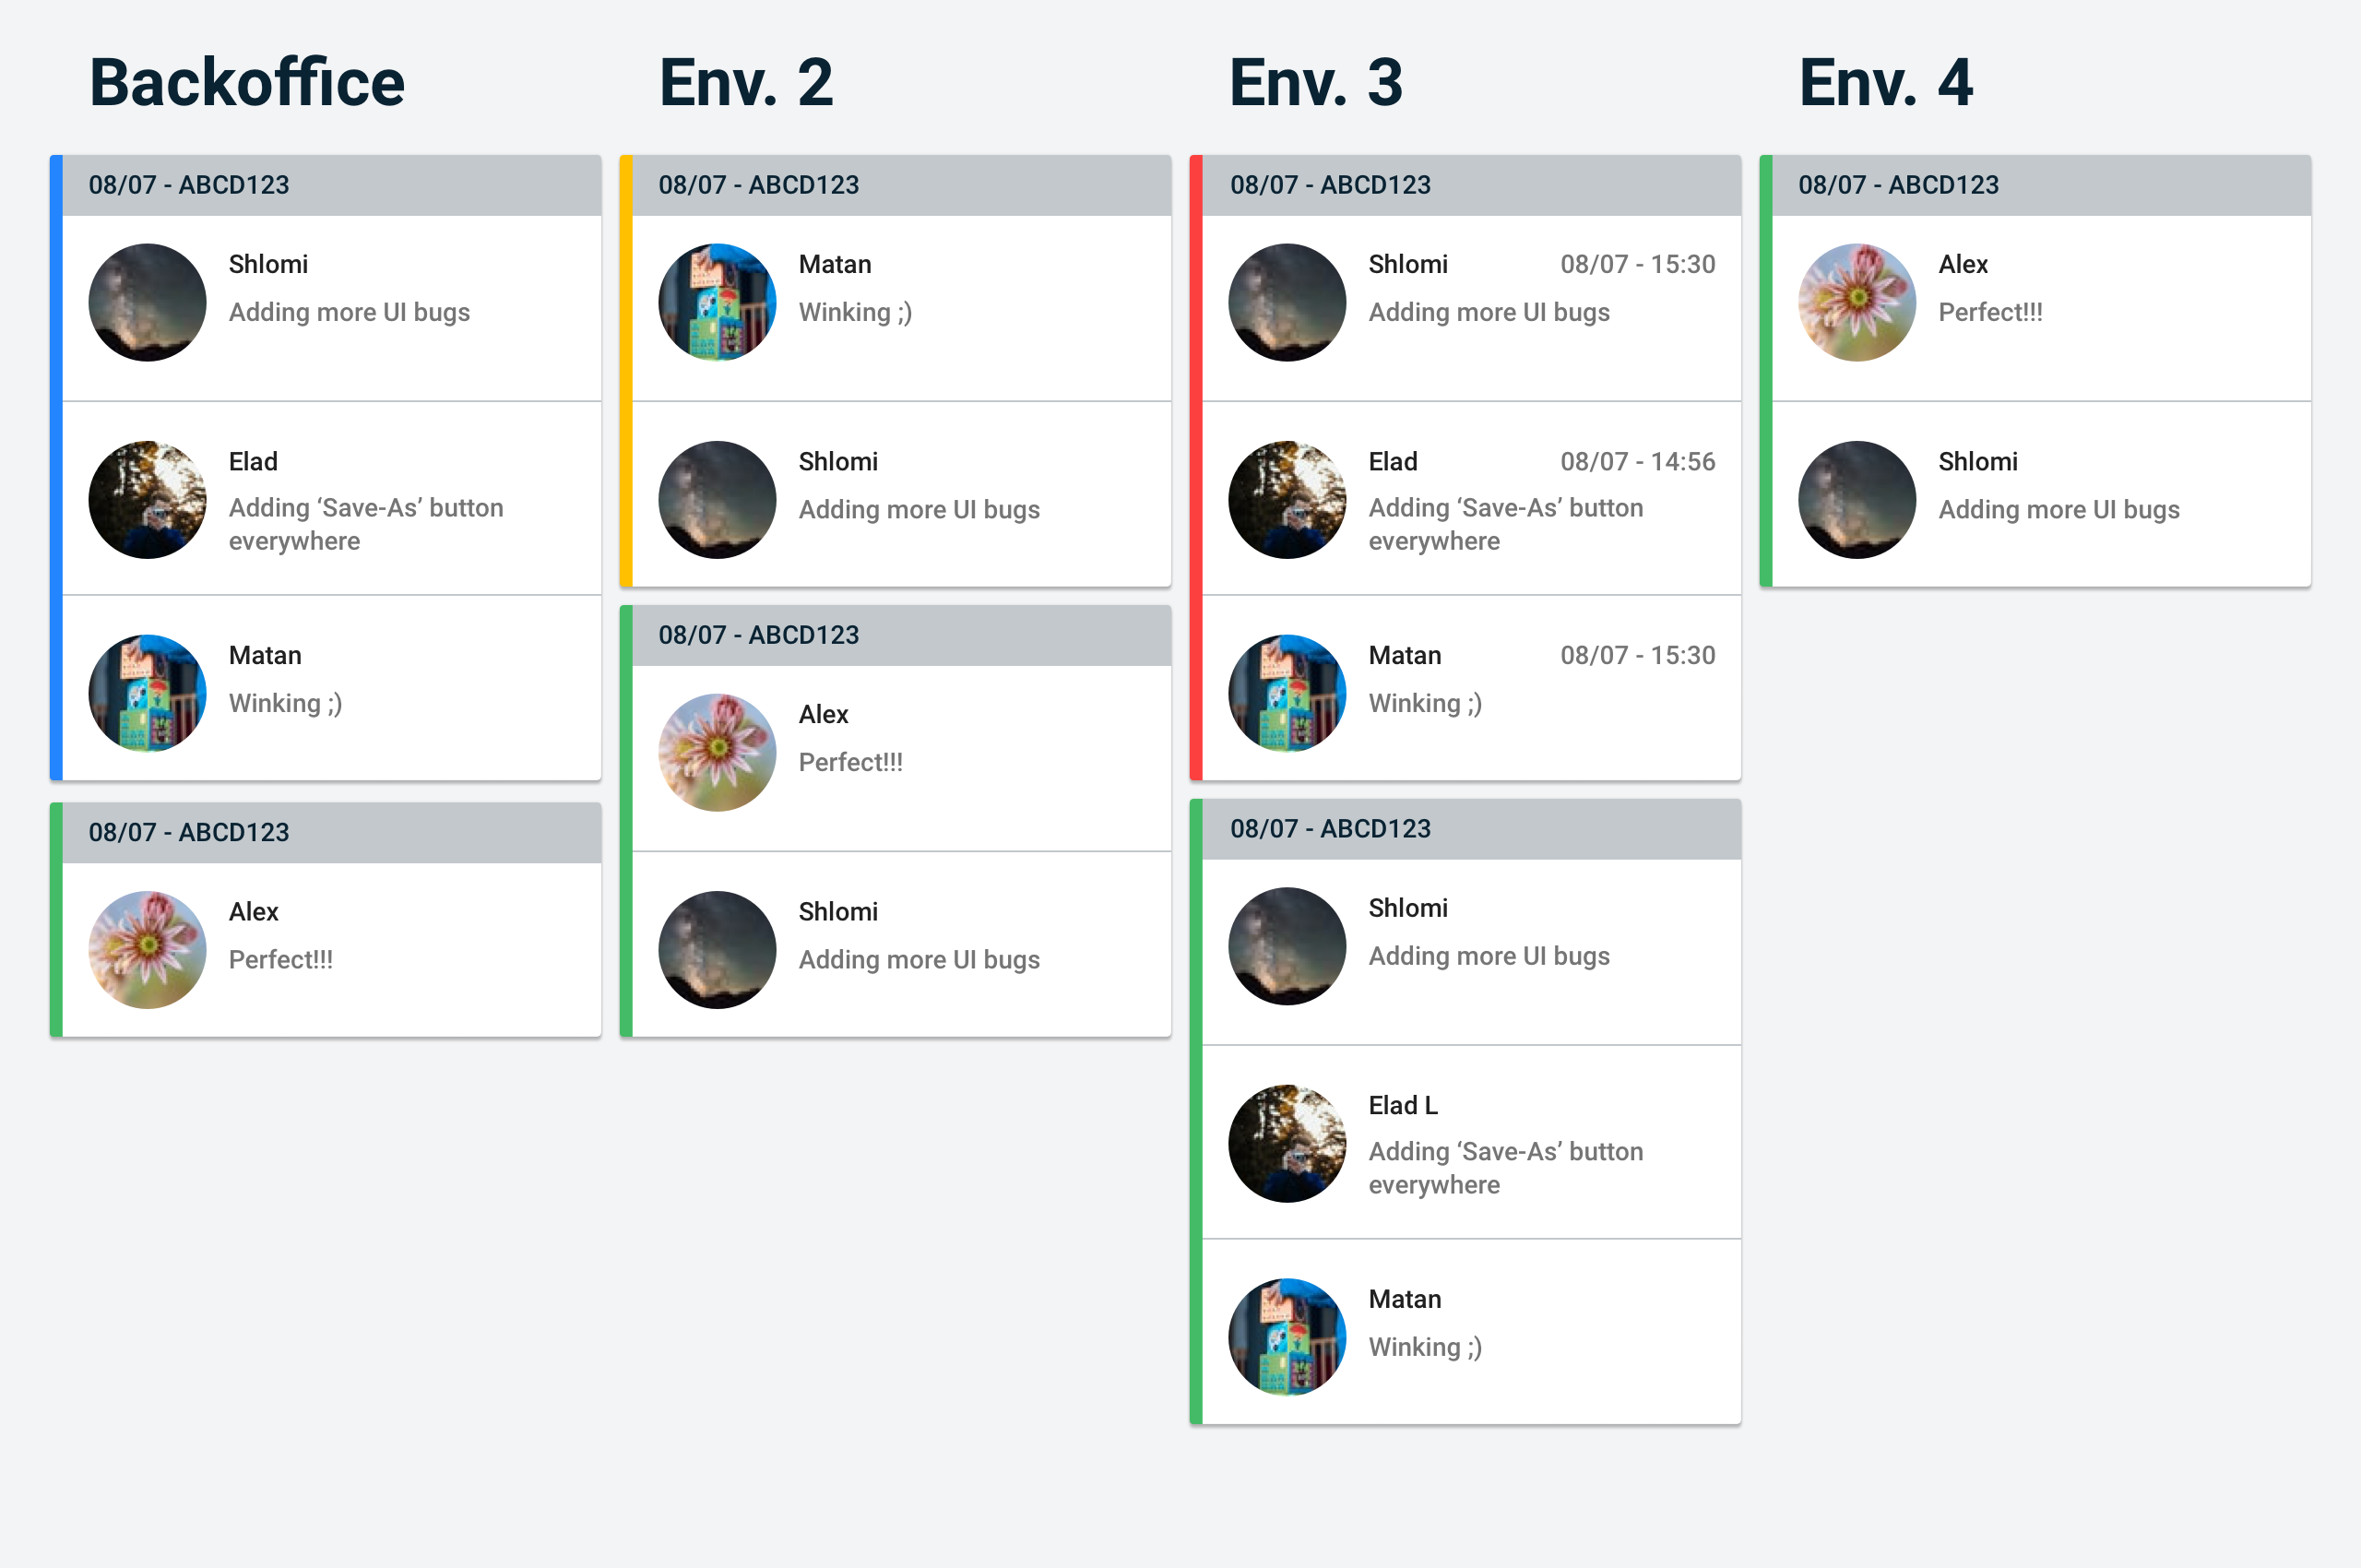 Backoffice
08/07 - ABCD123
Shlomi
Adding more UI bugs
Elad
Adding ‘Save-As’ button
everywhere
Matan
Winking ;)
08/07 - ABCD123
Alex
Perfect!!!
Env. 2
08/07 - ABCD123
Matan
Winking ;)
Shlomi
Adding more UI bugs
08/07 - ABCD123
Alex
Perfect!!!
Shlomi
Adding more UI bugs
Env. 3
08/07 - ABCD123
Shlomi 08/07 - 15:30
Adding more UI bugs
Elad 08/07 - 14:56
Adding ‘Save-As’ button
everywhere
Matan 08/07 - 15:30
Winking ;)
08/07 - ABCD123
Shlomi
Adding more UI bugs
Elad L
Adding ‘Save-As’ button
everywhere
Matan
Winking ;)
Env. 4
08/07 - ABCD123
Alex
Perfect!!!
Shlomi
Adding more UI bugs